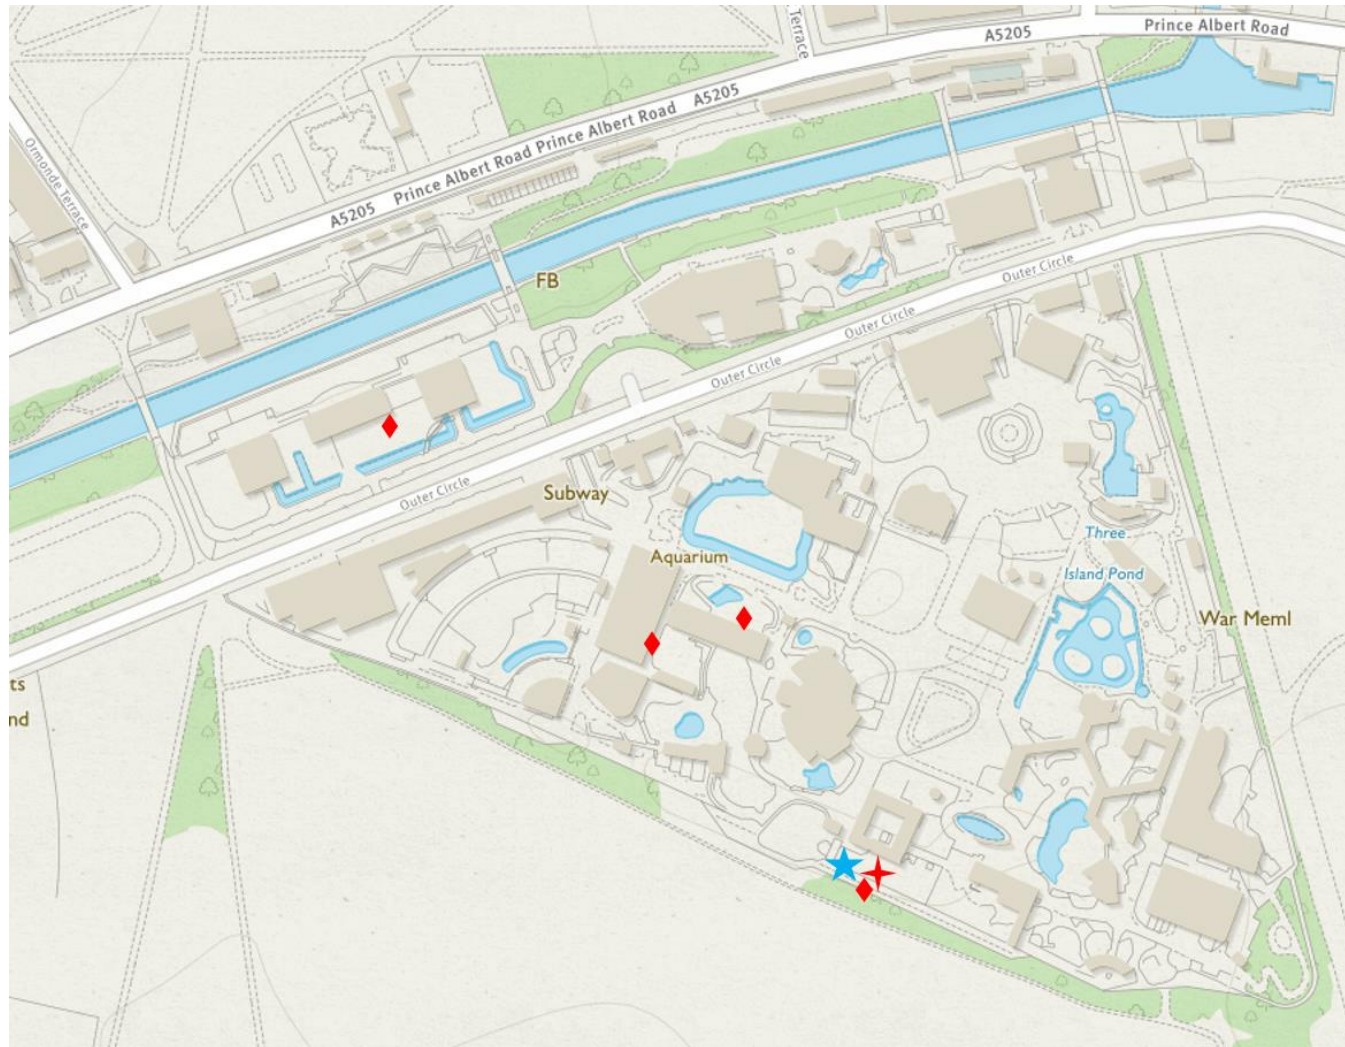 Terrace
A5205
Prince Albert Road
Ormonde Terrace
A5205 Prince Albert Road Prince Albert Road A5205
FB
Outer Circle
Outer Circle
Outer Circle
Outer Circle
Subway
Aquarium
Three
Island Pond
War Meml
ts
nd